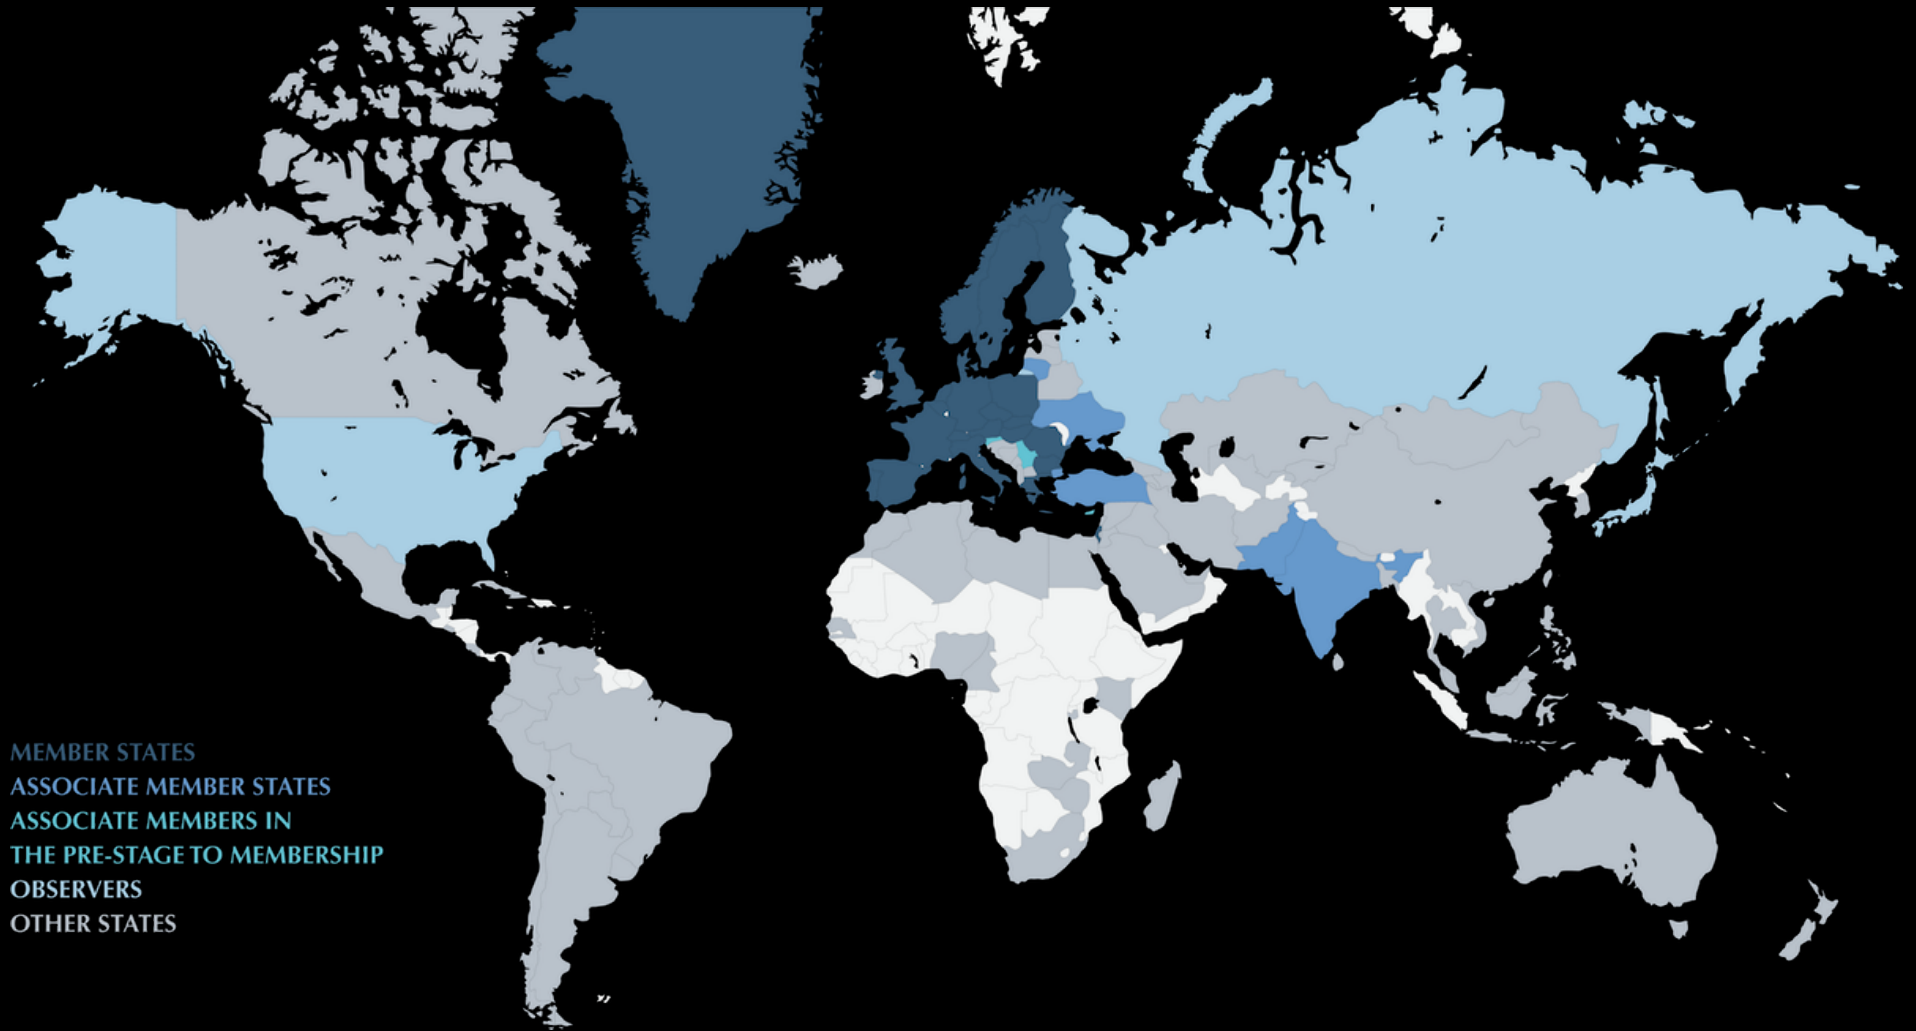 MEMBER STATES
ASSOCIATE MEMBER STATES
ASSOCIATE MEMBERS IN
THE PRE-STAGE TO MEMBERSHIP
OBSERVERS
OTHER STATES